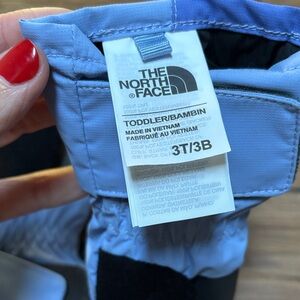 THE
NORTH
FACE
TODDLER/BAMBIN
MADE IN VIETNAM
FABRIQUÉ AU VIETNAM
3T/3B